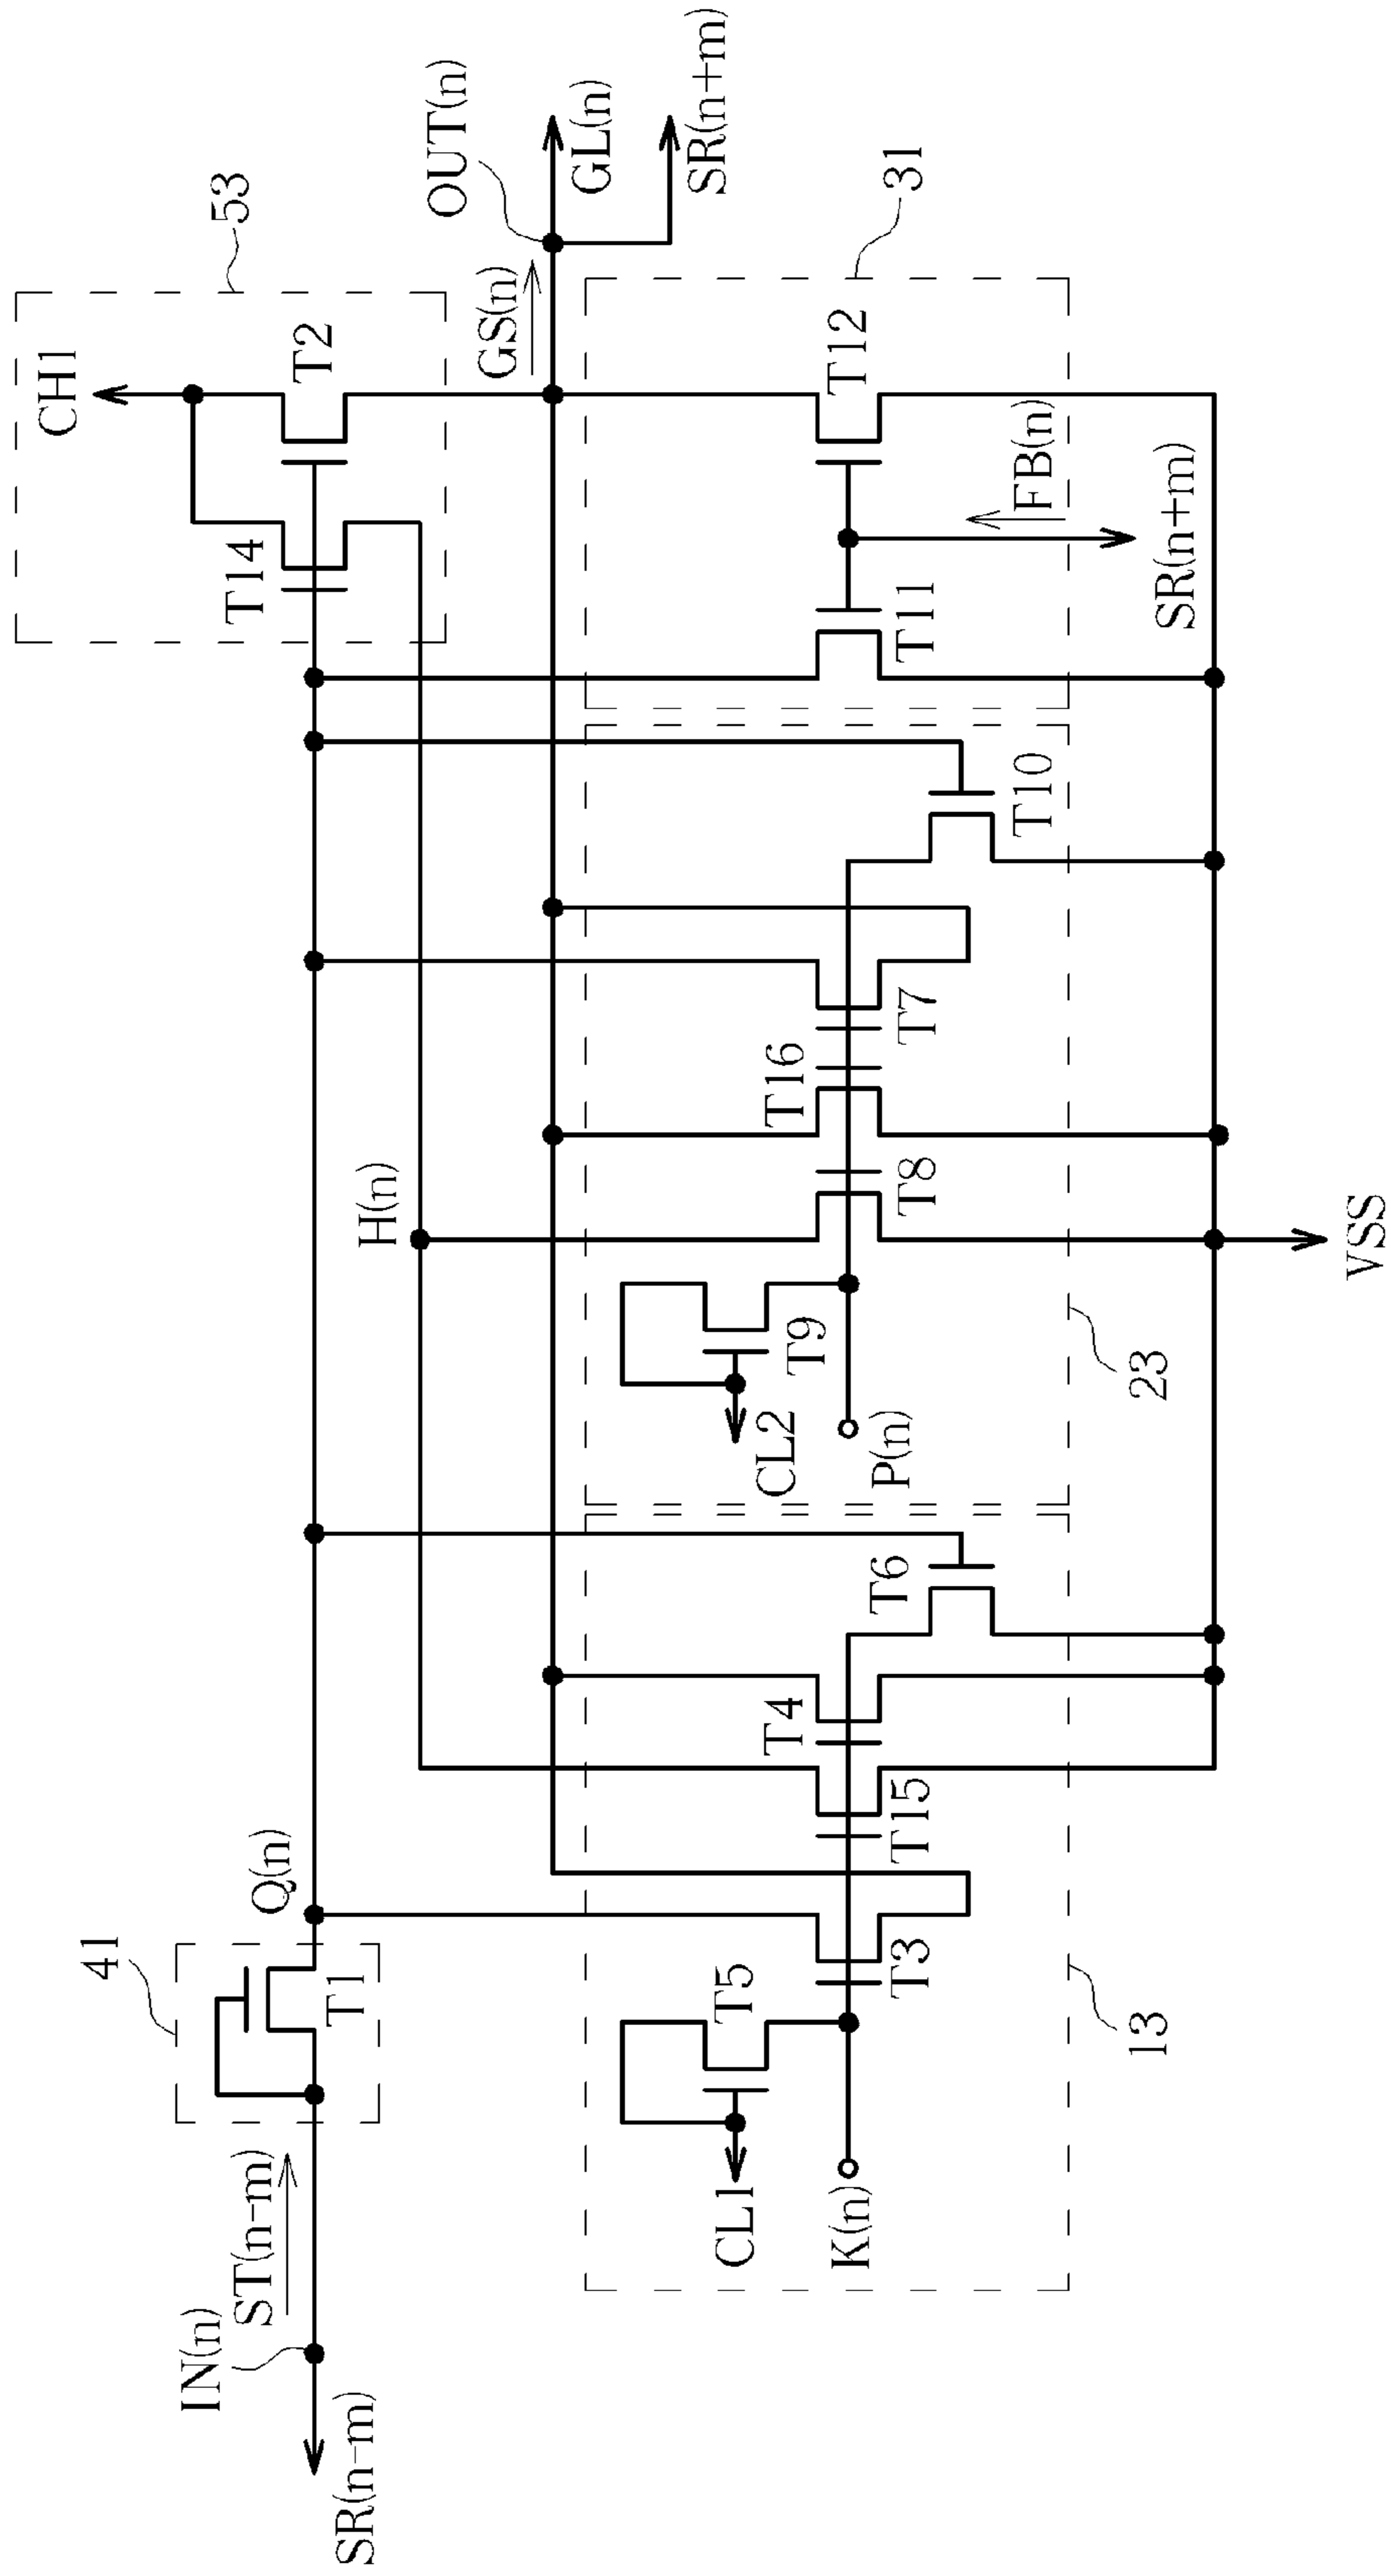 SR(n-m)
IN(n)
ST(n-m)
41
T1
Q(n)
H(n)
53
CH1
T14
T2
GS(n)
OUT(n)
GL(n)
SR(n+m)
CL1
K(n)
T5
T3
T15
T4
T6
13
CL2
P(n)
T9
T8
T16
T7
T10
23
T11
T12
FB(n)
SR(n+m)
31
VSS